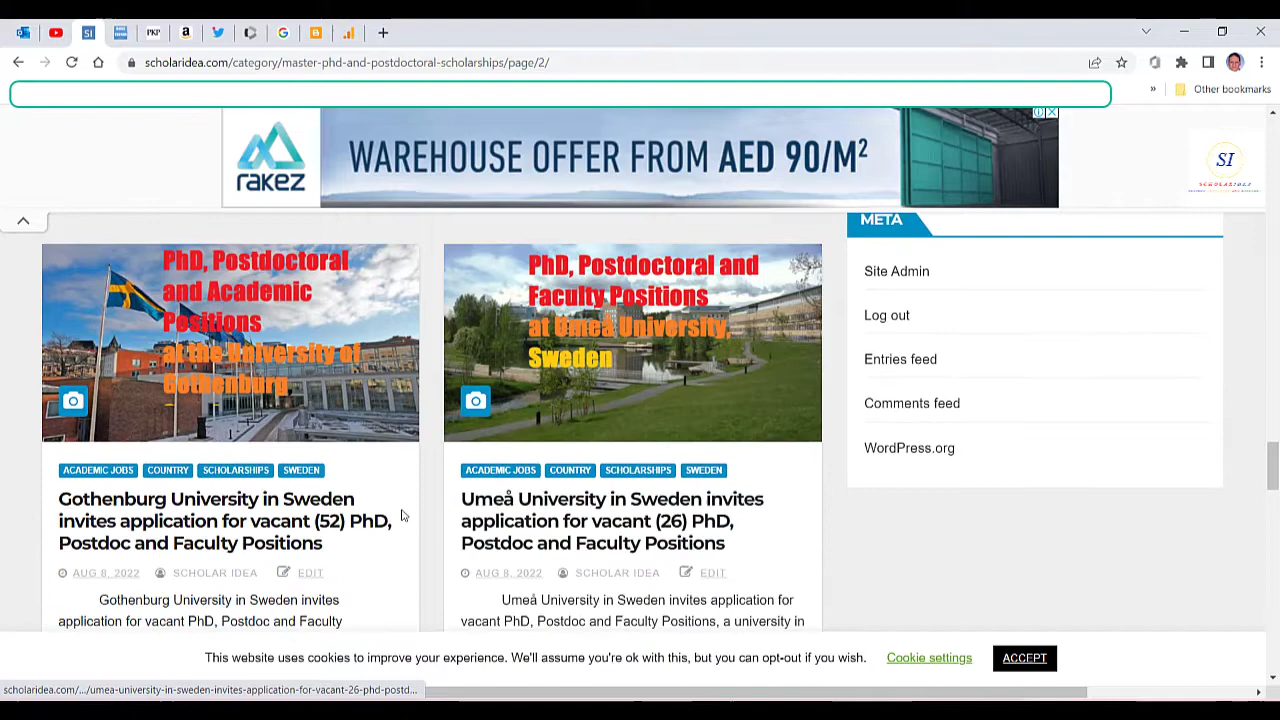 SI
PKP
a
G
scholaridea.com/category/master-phd-and-postdoctoral-scholarships/page/2/
»
Other bookmarks
rakez
WAREHOUSE OFFER FROM AED 90/M²
SI
SCHOLARIDEA
META
Site Admin
Log out
Entries feed
Comments feed
WordPress.org
PhD, Postdoctoral
and Academic
Positions
at the University of
Gothenburg
ACADEMIC JOBS COUNTRY SCHOLARSHIPS SWEDEN
Gothenburg University in Sweden
invites application for vacant (52) PhD,
Postdoc and Faculty Positions
AUG 8, 2022 SCHOLAR IDEA EDIT
Gothenburg University in Sweden invites
application for vacant PhD, Postdoc and Faculty
PhD, Postdoctoral and
Faculty Positions
at Umeå University,
Sweden
ACADEMIC JOBS COUNTRY SCHOLARSHIPS SWEDEN
Umeå University in Sweden invites
application for vacant (26) PhD,
Postdoc and Faculty Positions
AUG 8, 2022 SCHOLAR IDEA EDIT
Umeå University in Sweden invites application for
vacant PhD, Postdoc and Faculty Positions, a university in
This website uses cookies to improve your experience. We'll assume you're ok with this, but you can opt-out if you wish. Cookie settings ACCEPT
scholaridea.com/.../umea-university-in-sweden-invites-application-for-vacant-26-phd-postd...